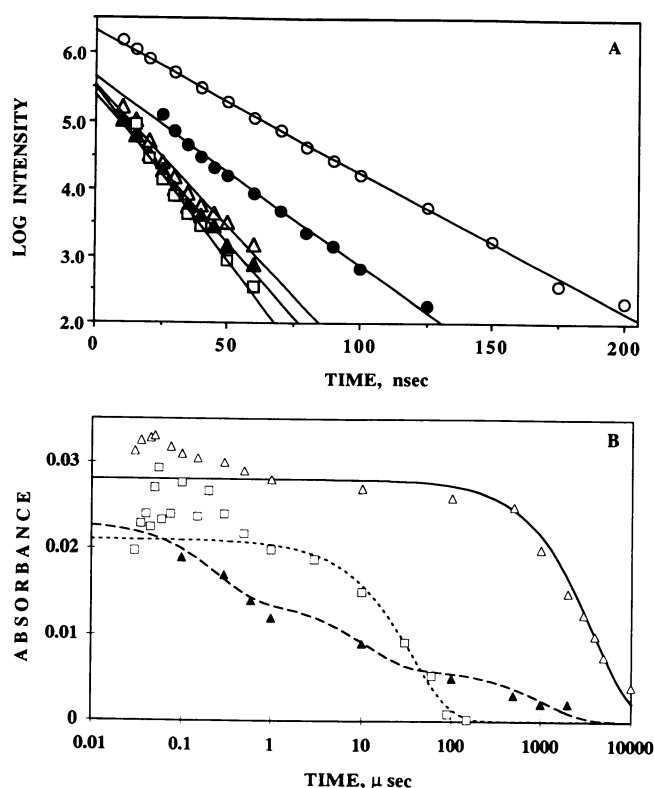 A
6.0
5.0
4.0
3.0
2.0
LOG INTENSITY
0 50 100 150 200
TIME, nsec
B
0.03
0.02
0.01
0
ABSORBANCE
0.01 0.1 1 10 100 1000 10000
TIME, μ sec